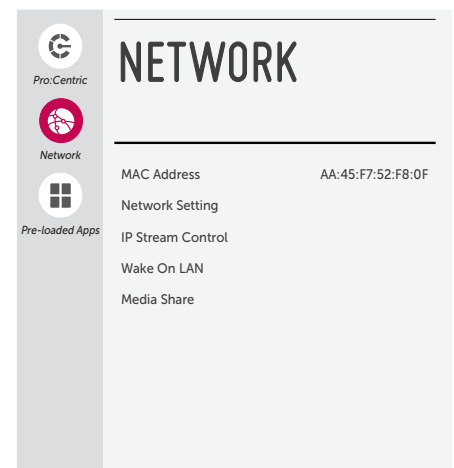 Pro:Centric
Network
Pre-loaded Apps
NETWORK
MAC Address AA:45:F7:52:F8:0F
Network Setting
IP Stream Control
Wake On LAN
Media Share